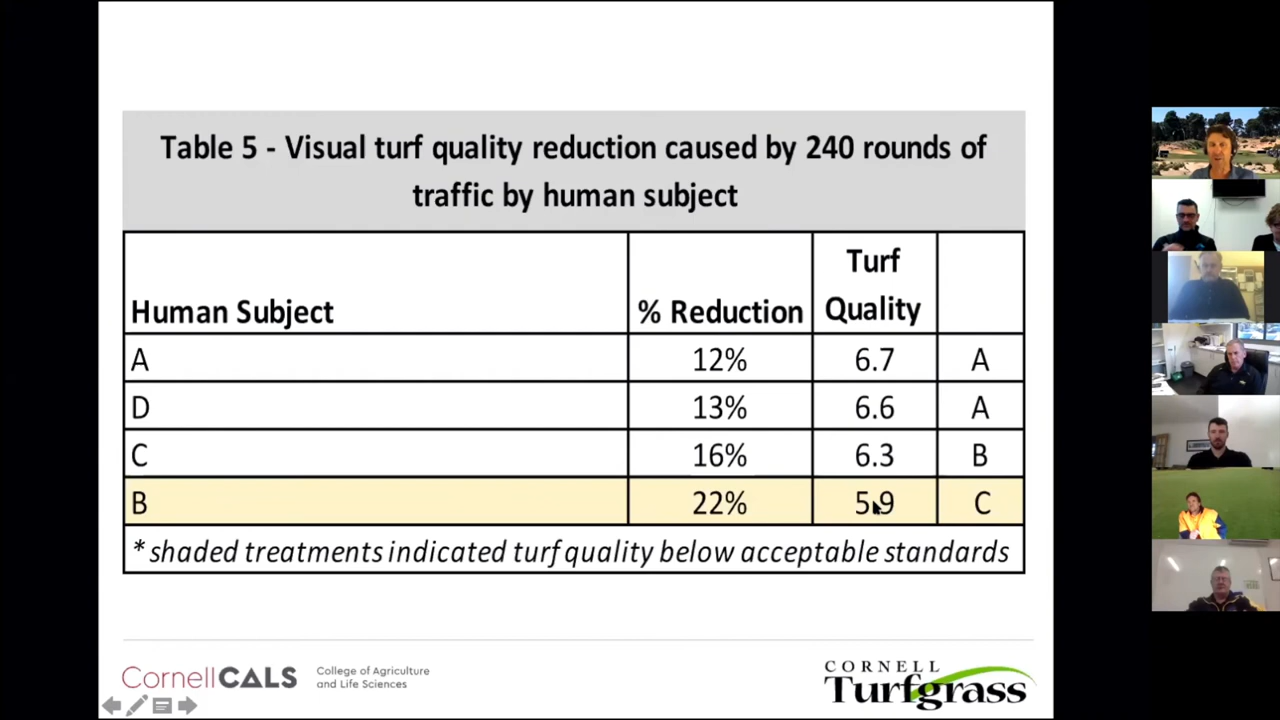 Table 5 - Visual turf quality reduction caused by 240 rounds of
traffic by human subject
Human Subject % Reduction Turf Quality
A 12% 6.7 A
D 13% 6.6 A
C 16% 6.3 B
B 22% 5.9 C
* shaded treatments indicated turf quality below acceptable standards
CornellCALS
College of Agriculture
and Life Sciences
CORNELL
Turfgrass